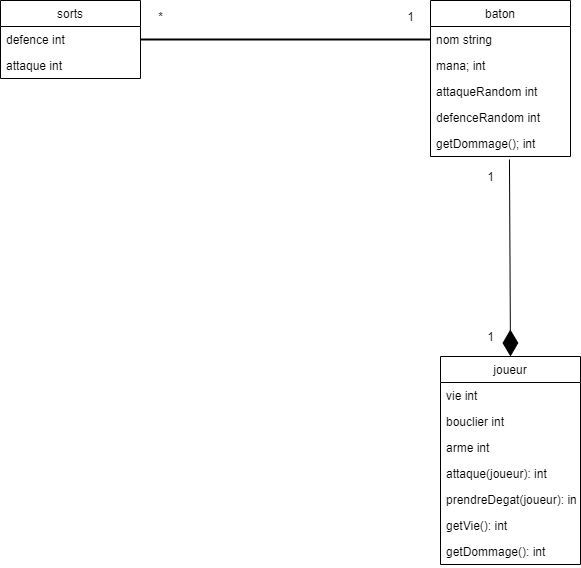 sorts
defence int
attaque int
*
1
baton
nom string
mana; int
attaqueRandom int
defenceRandom int
getDommage(); int
1
1
joueur
vie int
bouclier int
arme int
attaque(joueur): int
prendreDegat(joueur): in
getVie(): int
getDommage(): int